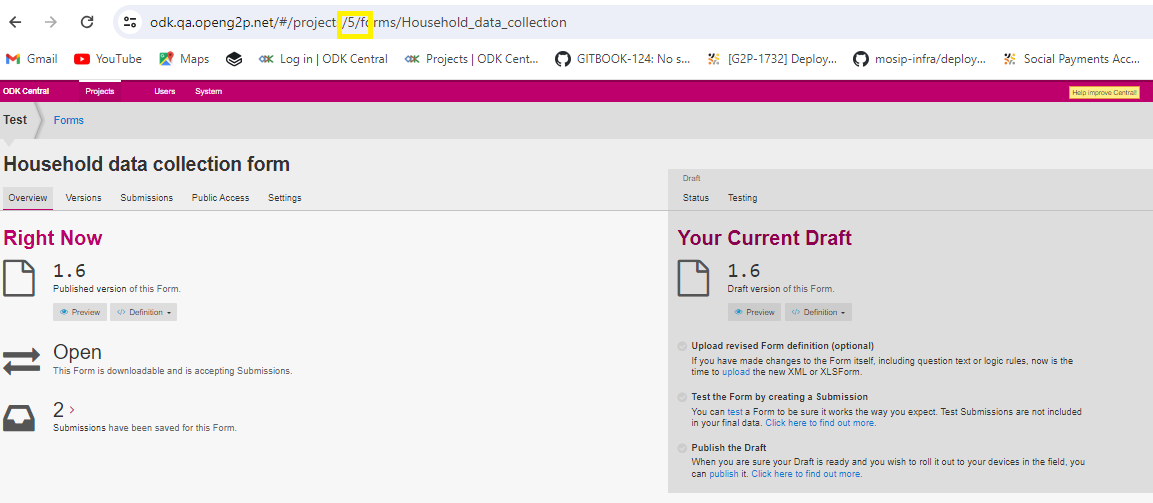 odk.qa.openg2p.net/#/project/5/forms/Household_data_collection
Gmail YouTube Maps Log in | ODK Central Projects | ODK Cent... GITBOOK-124: No s... [G2P-1732] Deploy... mosip-infra/deploy... Social Payments Acc...
ODK Central Projects Users System Help improve Central!
Test Forms
Household data collection form
Overview Versions Submissions Public Access Settings
Right Now
1.6
Published version of this Form.
Preview </> Definition
Open
This Form is downloadable and is accepting Submissions.
2 >
Submissions have been saved for this Form.
Draft
Status Testing
Your Current Draft
1.6
Draft version of this Form.
Preview </> Definition
Upload revised Form definition (optional)
If you have made changes to the Form itself, including question text or logic rules, now is the
time to upload the new XML or XLSForm.
Test the Form by creating a Submission
You can test a Form to be sure it works the way you expect. Test Submissions are not included
in your final data. Click here to find out more.
Publish the Draft
When you are sure your Draft is ready and you wish to roll it out to your devices in the field, you
can publish it. Click here to find out more.